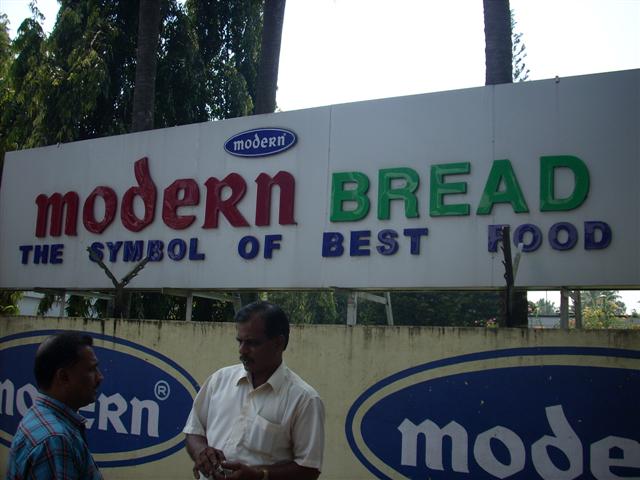 modern
modern BREAD
THE SYMBOL OF BEST FOOD
modern®
mode